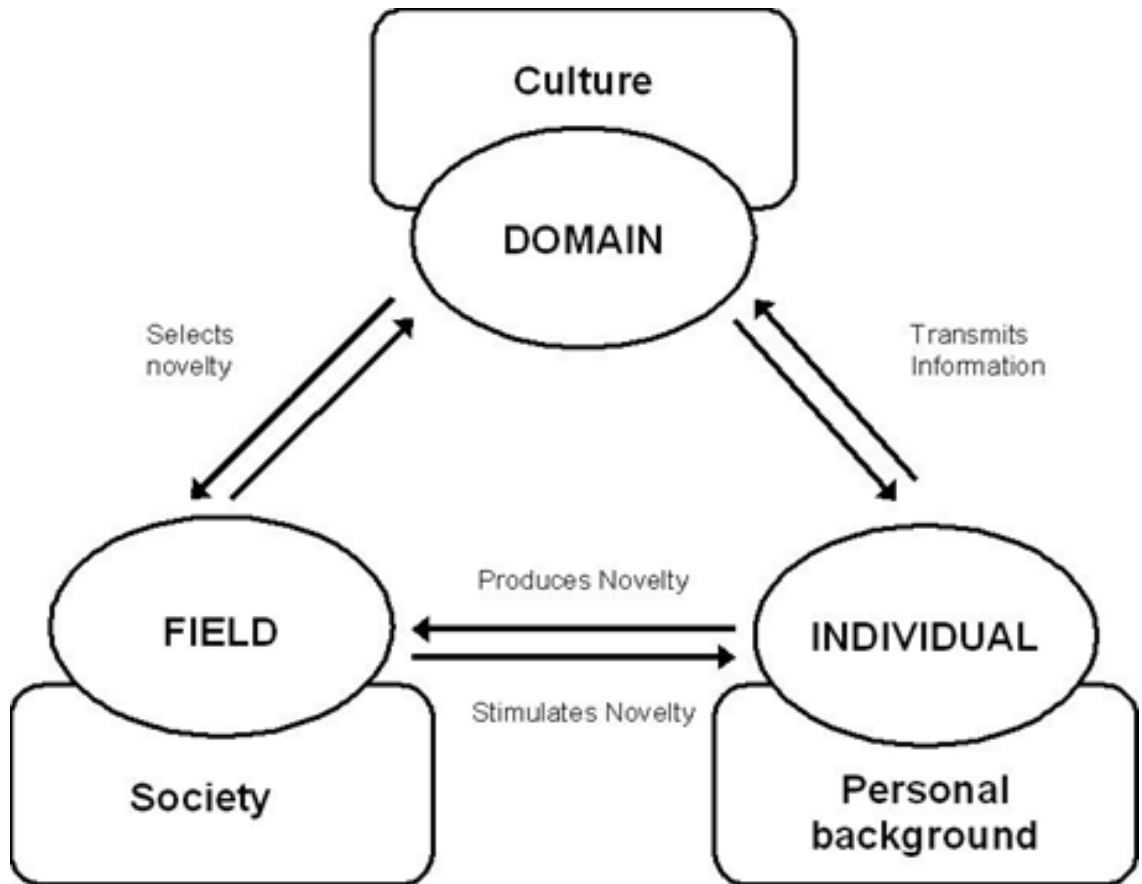 Culture
DOMAIN
Selects
novelty
Transmits
Information
Produces Novelty
FIELD
INDIVIDUAL
Stimulates Novelty
Society
Personal
background